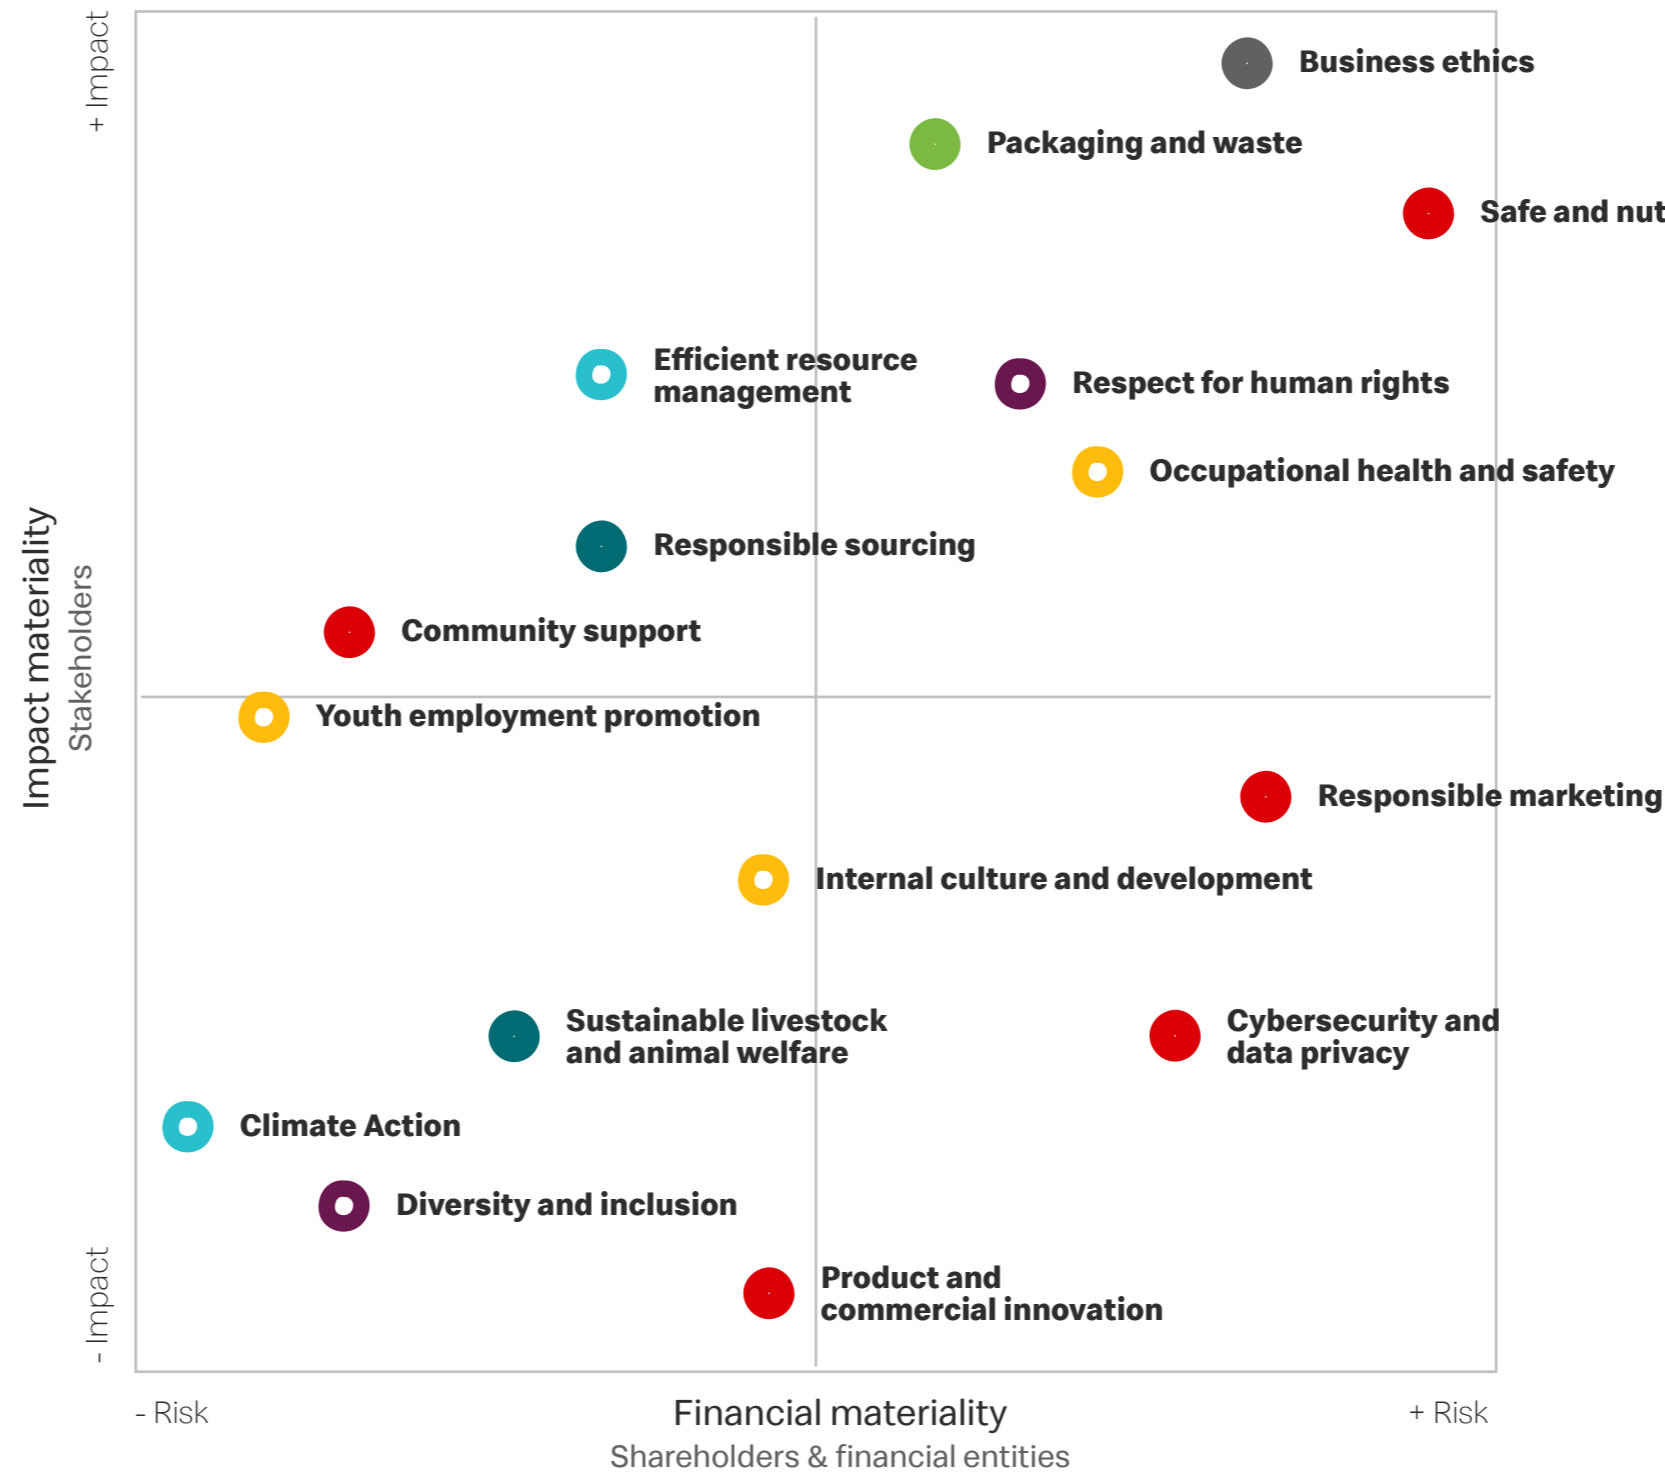 + Impact
Business ethics
Packaging and waste
Safe and nut
Efficient resource
management
Respect for human rights
Occupational health and safety
Responsible sourcing
Community support
Impact materiality
Stakeholders
Youth employment promotion
Responsible marketing
Internal culture and development
Sustainable livestock
and animal welfare
Cybersecurity and
data privacy
Climate Action
Diversity and inclusion
Product and
commercial innovation
- Impact
- Risk
Financial materiality
+ Risk
Shareholders & financial entities